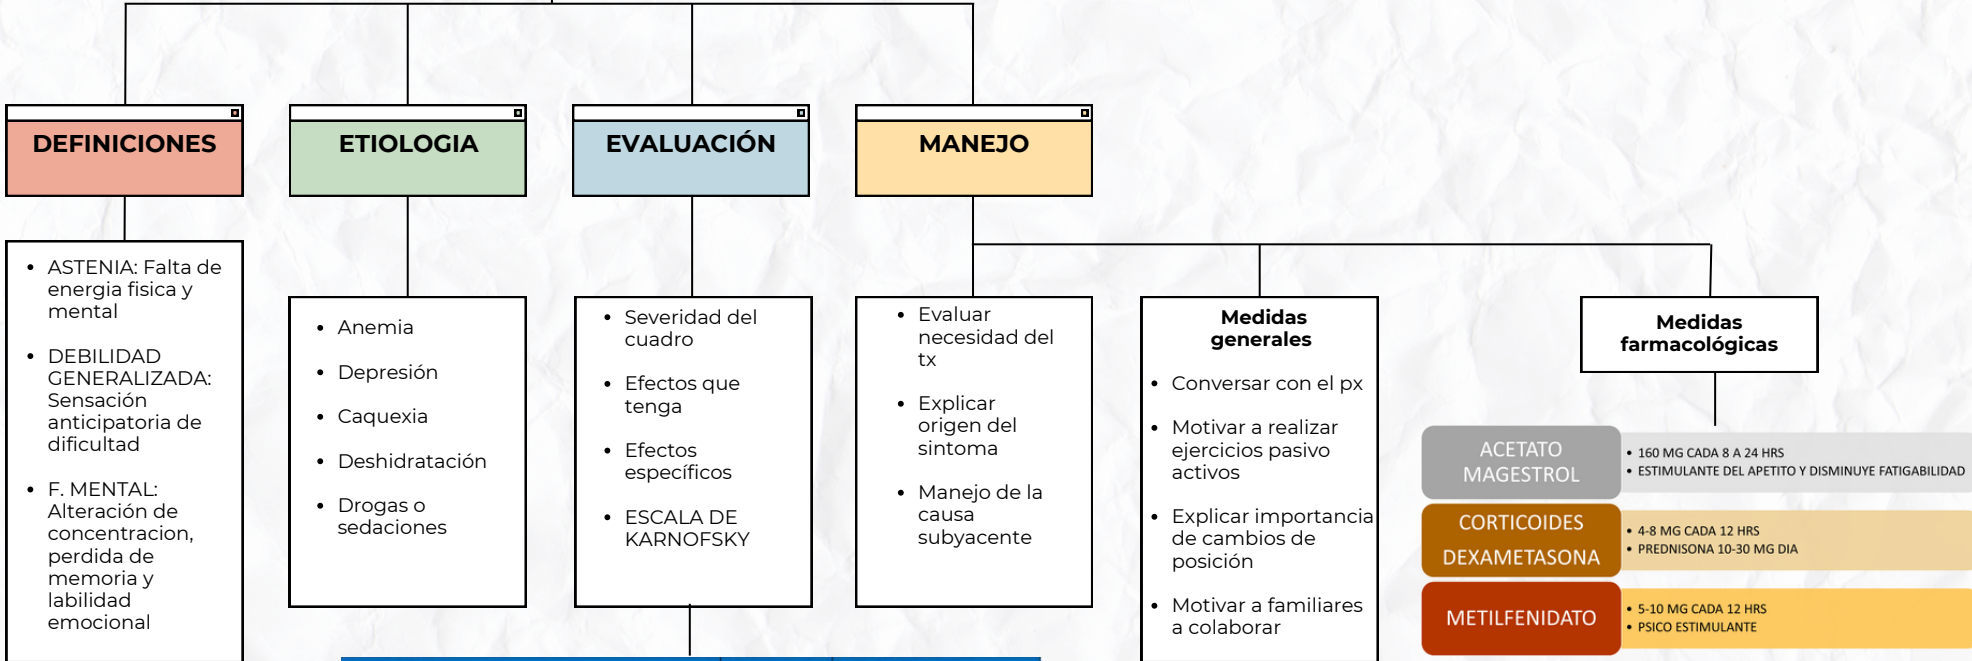 DEFINICIONES
ETIOLOGIA
EVALUACIÓN
MANEJO
• ASTENIA: Falta de
energia fisica y
mental
• DEBILIDAD
GENERALIZADA:
Sensación
anticipatoria de
dificultad
• F. MENTAL:
Alteración de
concentracion,
perdida de
memoria y
labilidad
emocional
• Anemia
• Depresión
• Caquexia
• Deshidratación
• Drogas o
sedaciones
• Severidad del
cuadro
• Efectos que
tenga
• Efectos
específicos
• ESCALA DE
KARNOFSKY
• Evaluar
necesidad del
tx
• Explicar
origen del
sintoma
• Manejo de la
causa
subyacente
Medidas
generales
• Conversar con el px
• Motivar a realizar
ejercicios pasivo
activos
• Explicar importancia
de cambios de
posición
• Motivar a familiares
a colaborar
Medidas
farmacológicas
ACETATO
MAGESTROL
• 160 MG CADA 8 A 24 HRS
• ESTIMULANTE DEL APETITO Y DISMINUYE FATIGABILIDAD
CORTICOIDES
DEXAMETASONA
• 4-8 MG CADA 12 HRS
• PREDNISONA 10-30 MG DIA
METILFENIDATO
• 5-10 MG CADA 12 HRS
• PSICO ESTIMULANTE